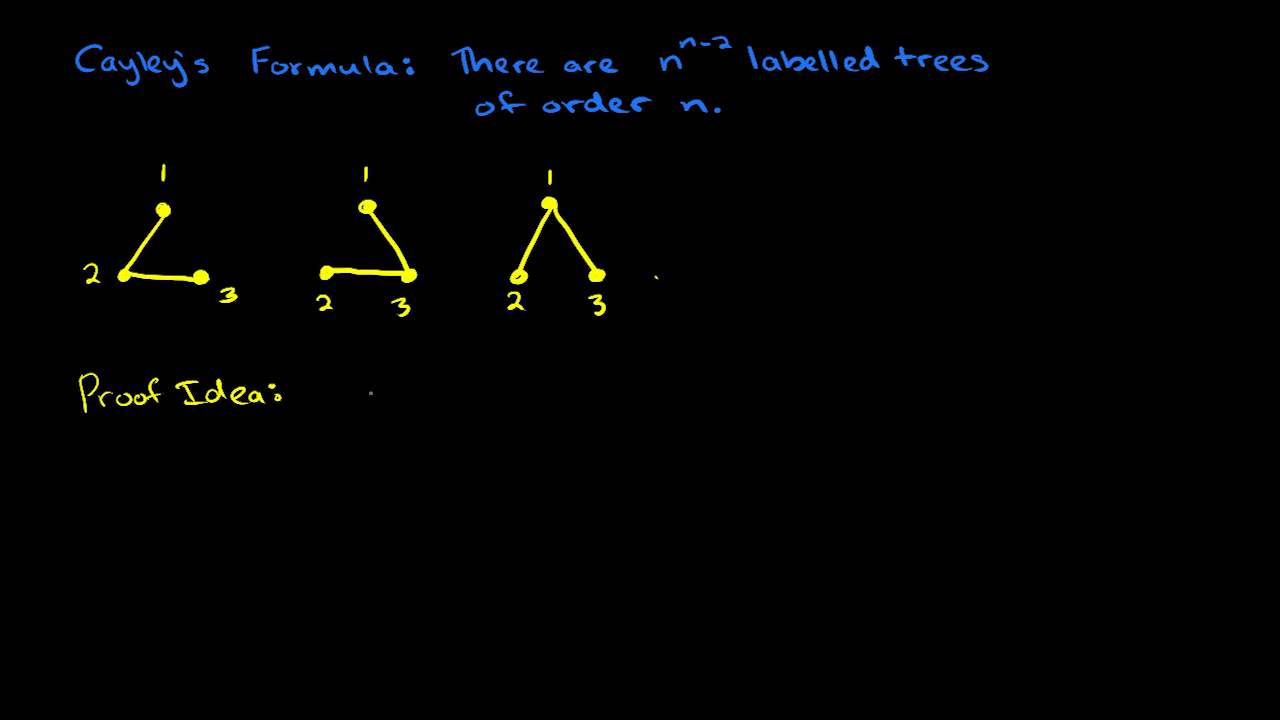 Cayley's Formula: There are n^{n-2} labelled trees
of order n.
1 1 1
2 3 2 3 2 3
Proof Idea: